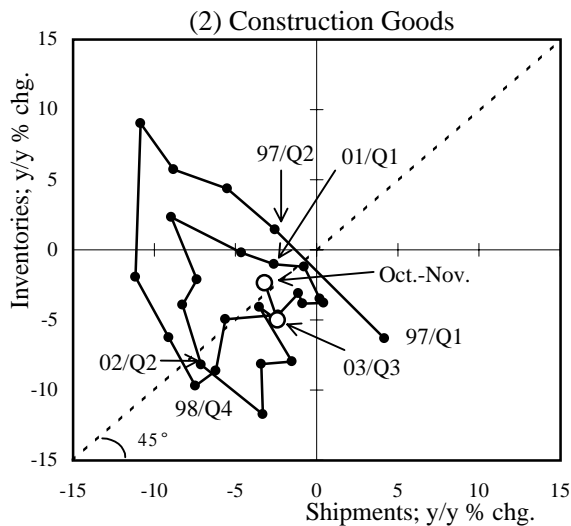 (2) Construction Goods
15
10
5
0
-5
-10
-15
Inventories; y/y % chg.
97/Q2
01/Q1
Oct.-Nov.
97/Q1
03/Q3
02/Q2
98/Q4
45°
-15
-10
-5
0
5
10
15
Shipments; y/y % chg.